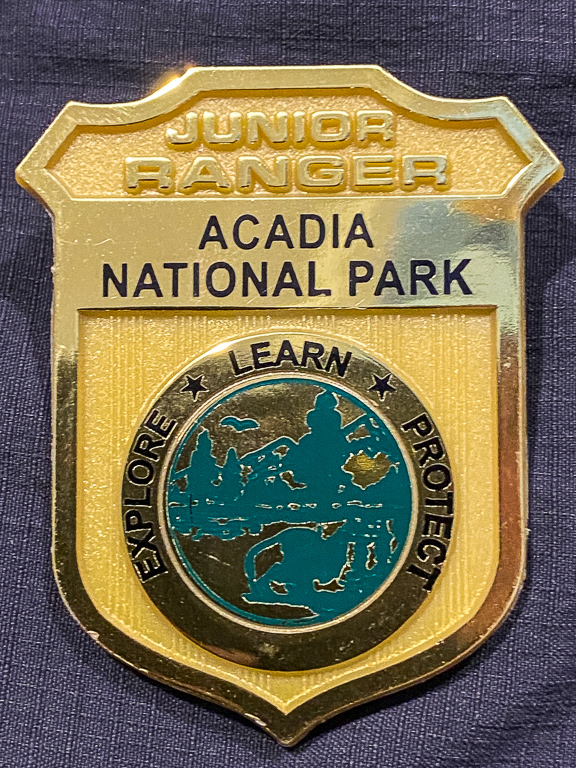 JUNIOR
RANGER
ACADIA
NATIONAL PARK
EXPLORE ★ LEARN ★ PROTECT